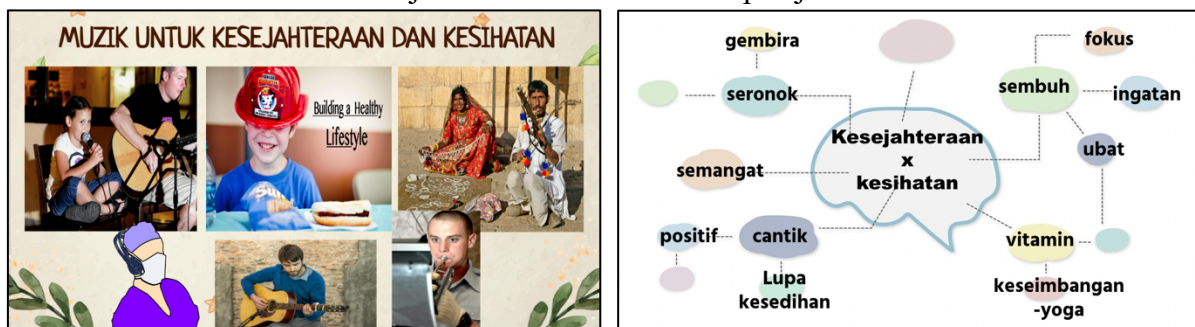 MUZIK UNTUK KESEJAHTERAAN DAN KESIHATAN
Building a Healthy
Lifestyle
gembira
seronok
semangat
positif
cantik
Lupa
kesedihan
Kesejahteraan
x
kesihatan
fokus
sembuh
ingatan
ubat
vitamin
keseimbangan
-yoga